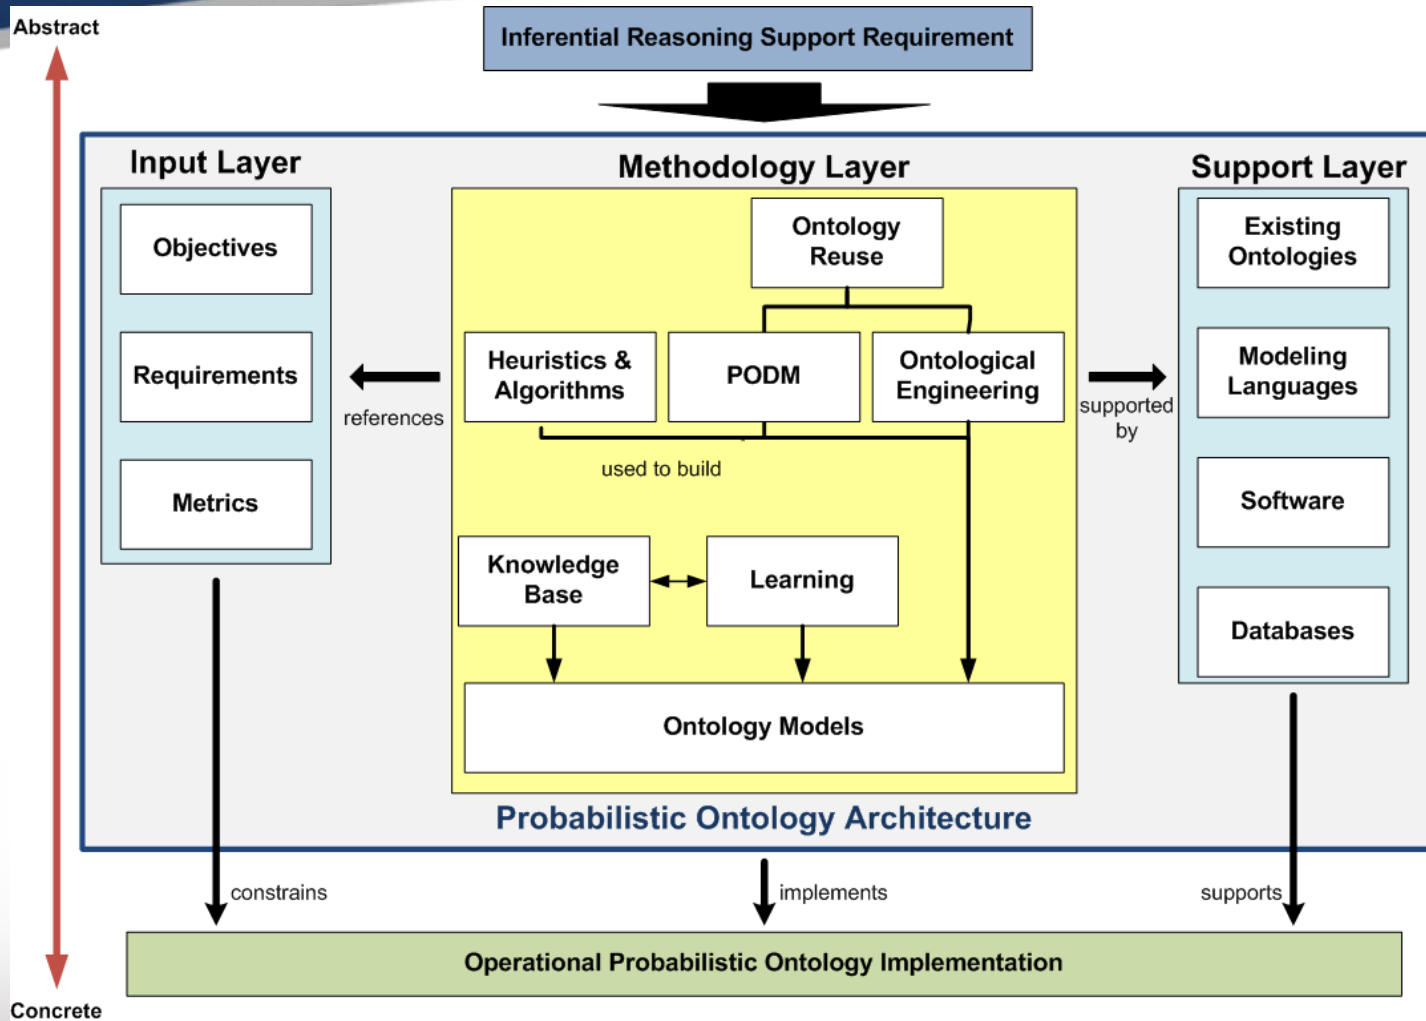 Abstract
Inferential Reasoning Support Requirement
Input Layer
Methodology Layer
Support Layer
Objectives
Requirements
Metrics
Ontology
Reuse
Heuristics &
Algorithms
PODM
Ontological
Engineering
references
used to build
supported
by
Knowledge
Base
Learning
Ontology Models
Existing
Ontologies
Modeling
Languages
Software
Databases
Probabilistic Ontology Architecture
constrains
implements
supports
Operational Probabilistic Ontology Implementation
Concrete